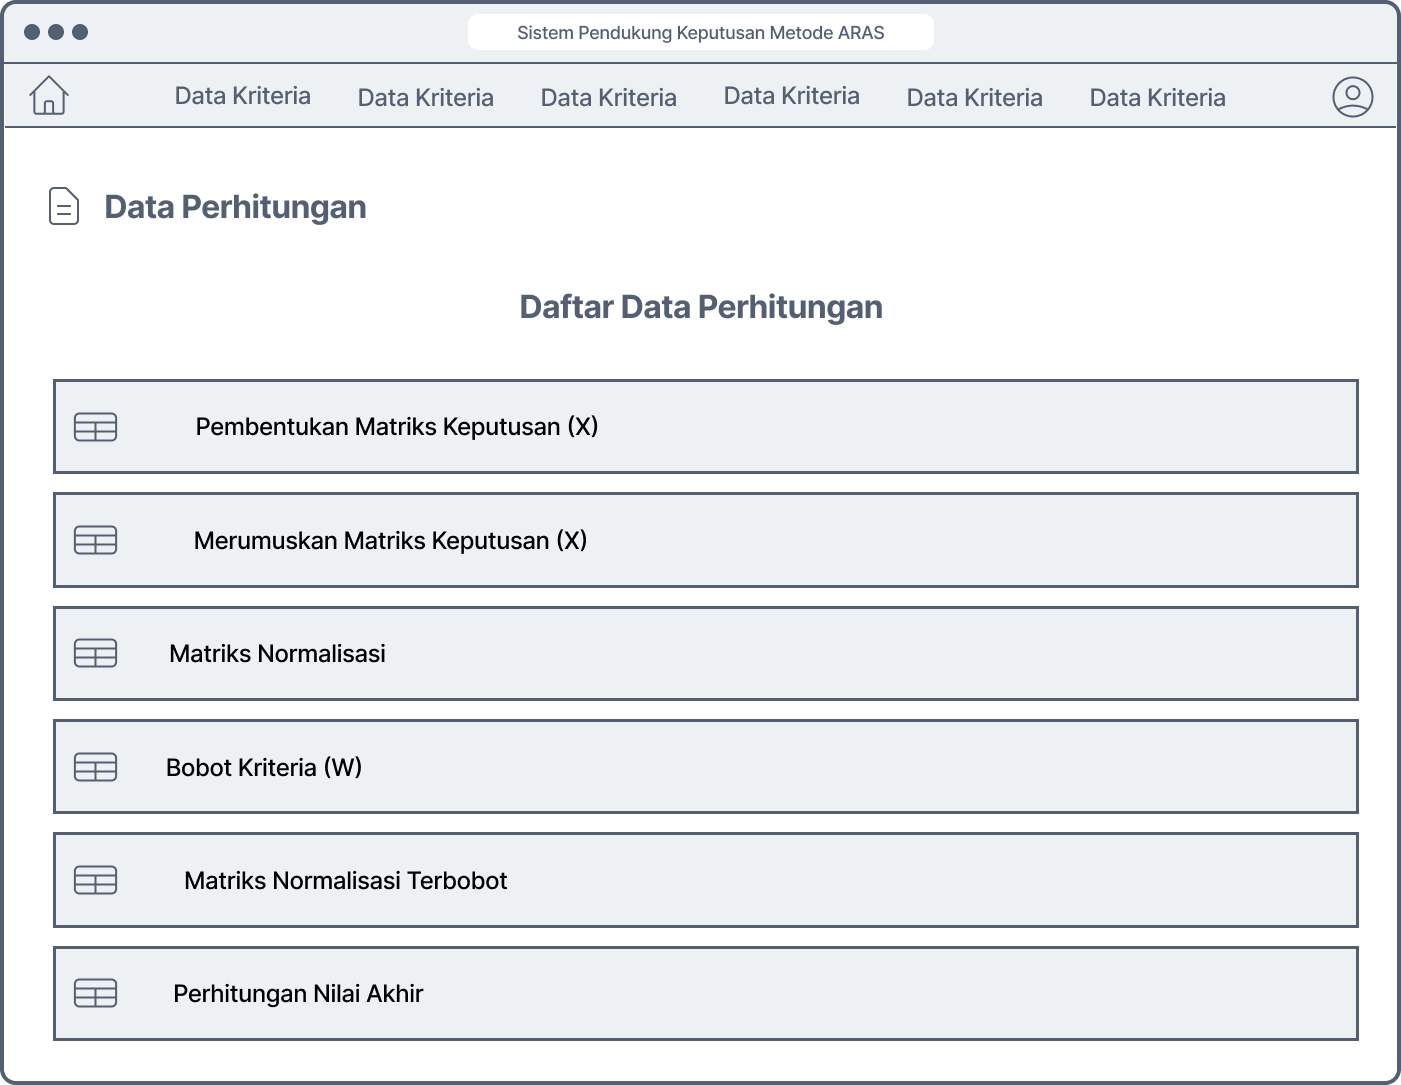 Sistem Pendukung Keputusan Metode ARAS
Data Kriteria Data Kriteria Data Kriteria Data Kriteria Data Kriteria Data Kriteria
Data Perhitungan
Daftar Data Perhitungan
Pembentukan Matriks Keputusan (X)
Merumuskan Matriks Keputusan (X)
Matriks Normalisasi
Bobot Kriteria (W)
Matriks Normalisasi Terbobot
Perhitungan Nilai Akhir